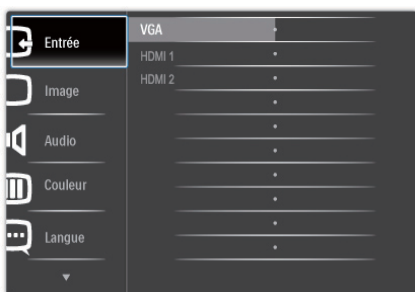 Entrée
Image
Audio
Couleur
Langue
VGA
HDMI 1
HDMI 2